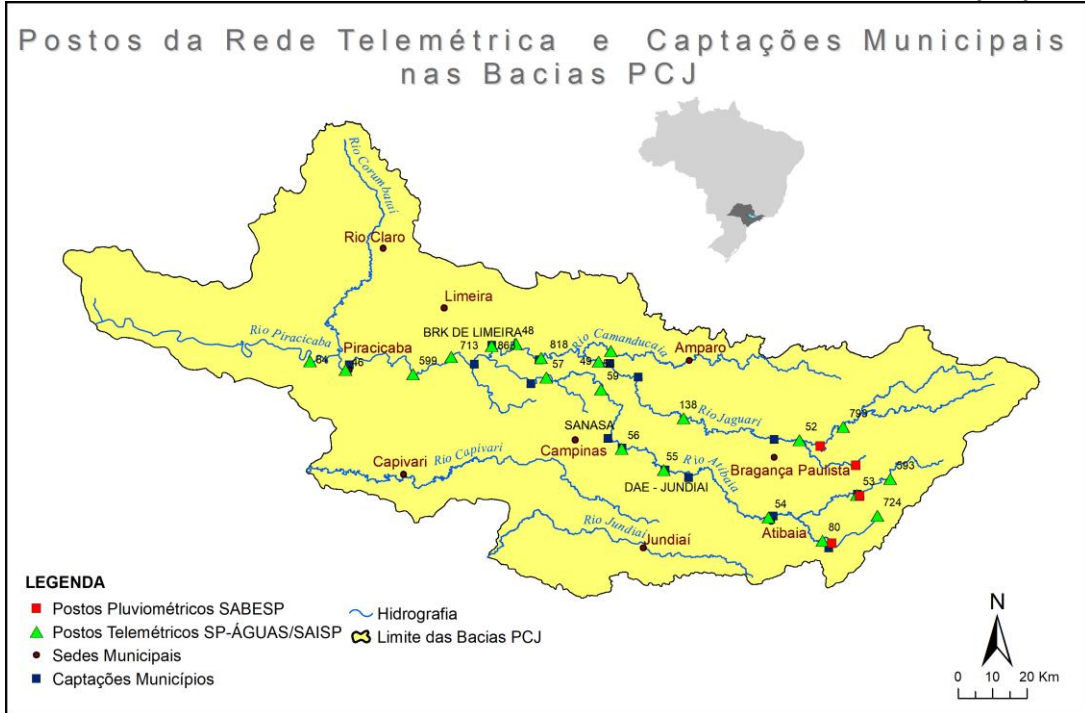 Postos da Rede Telemétrica e Captações Municipais
nas Bacias PCJ
Rio Corumbataí
Rio Claro
Limeira
BRK DE LIMEIRA
48
Rio Camanducaia
Rio Piracicaba
Piracicaba
713
866
818
Amparo
84
46
599
57
49
59
138
Rio Jaguari
52
798
SANASA
Campinas
56
Capivari
Rio Capivari
55
Rio Atibaia
Bragança Paulista
593
DAE - JUNDIAI
53
724
54
Rio Jundiaí
Jundiaí
Atibaia
80
LEGENDA
Postos Pluviométricos SABESP
Postos Telemétricos SP-ÁGUAS/SAISP
Sedes Municipais
Captações Municípios
Hidrografia
Limite das Bacias PCJ
N
0 10 20 Km